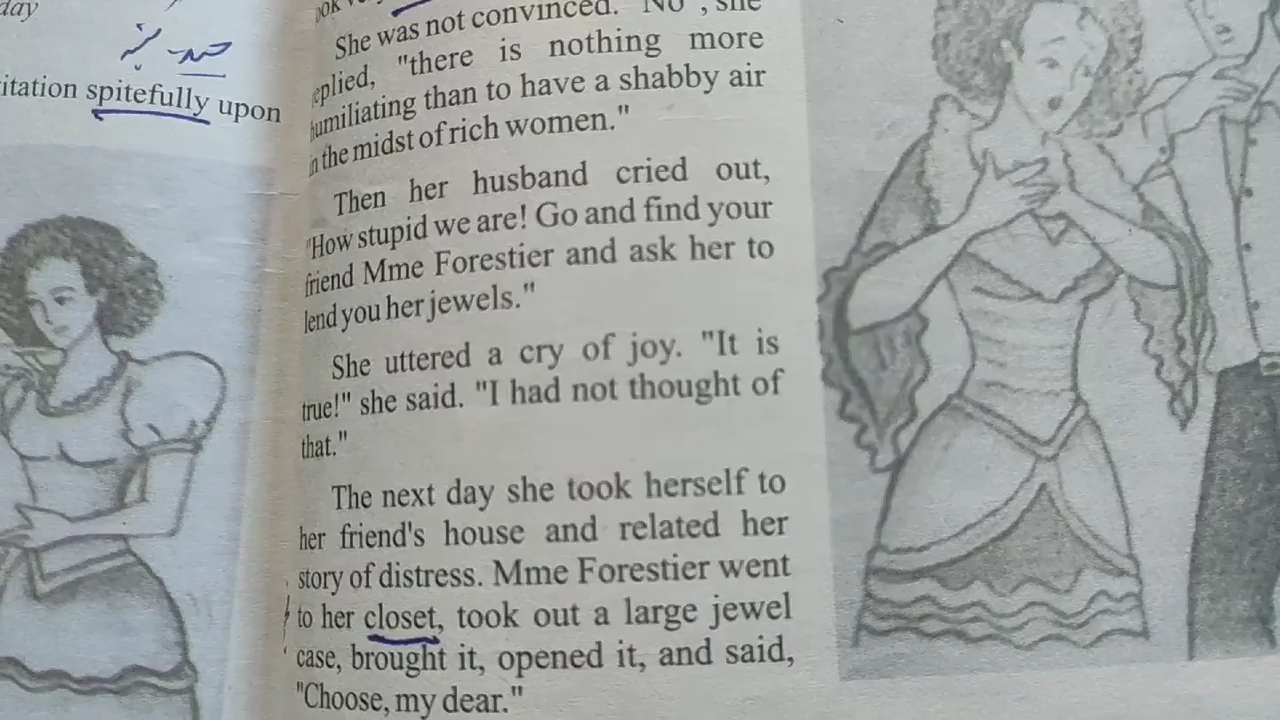 day
itation spitefully upon
She was not convinced. "No", she
replied, "there is nothing more
humiliating than to have a shabby air
in the midst of rich women."
Then her husband cried out,
"How stupid we are! Go and find your
friend Mme Forestier and ask her to
lend you her jewels."
She uttered a cry of joy. "It is
true!" she said. "I had not thought of
that."
The next day she took herself to
her friend's house and related her
story of distress. Mme Forestier went
to her closet, took out a large jewel
case, brought it, opened it, and said,
"Choose, my dear."